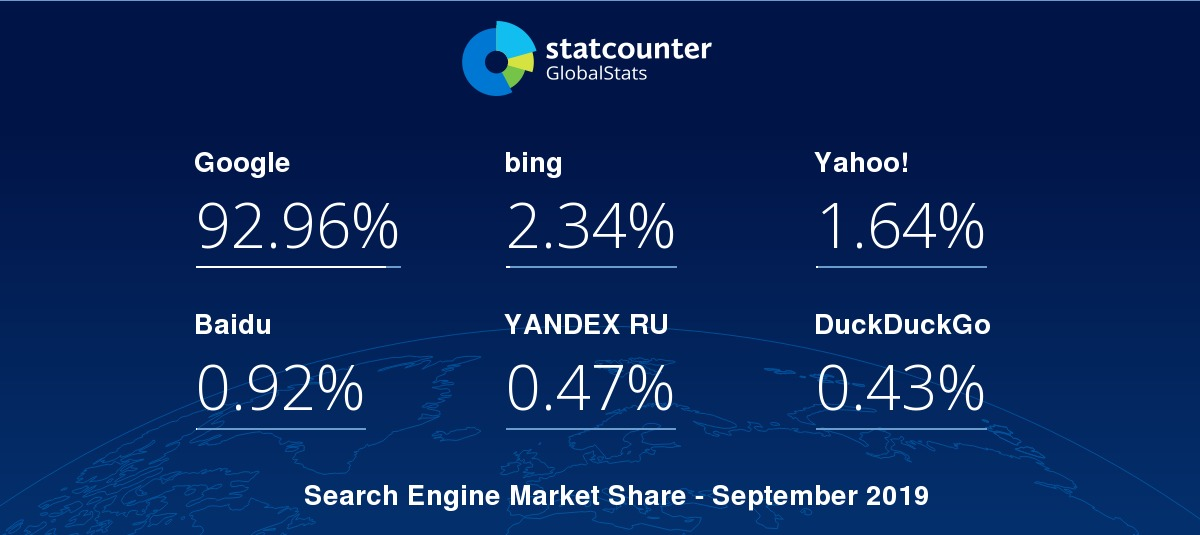 statcounter
GlobalStats
Google
92.96%
bing
2.34%
Yahoo!
1.64%
Baidu
0.92%
YANDEX RU
0.47%
DuckDuckGo
0.43%
Search Engine Market Share - September 2019